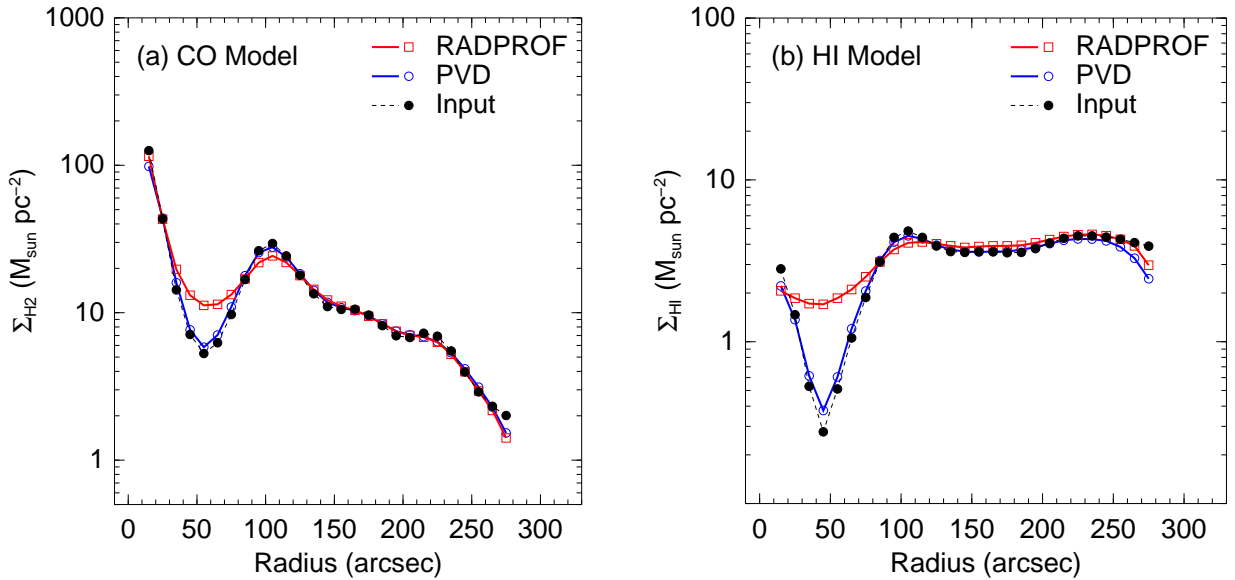 (a) CO Model
RADPROF
PVD
Input
1000
100
10
1
Σ_H2 (M_sun pc⁻²)
0 50 100 150 200 250 300
Radius (arcsec)
(b) HI Model
RADPROF
PVD
Input
100
10
1
Σ_HI (M_sun pc⁻²)
0 50 100 150 200 250 300
Radius (arcsec)